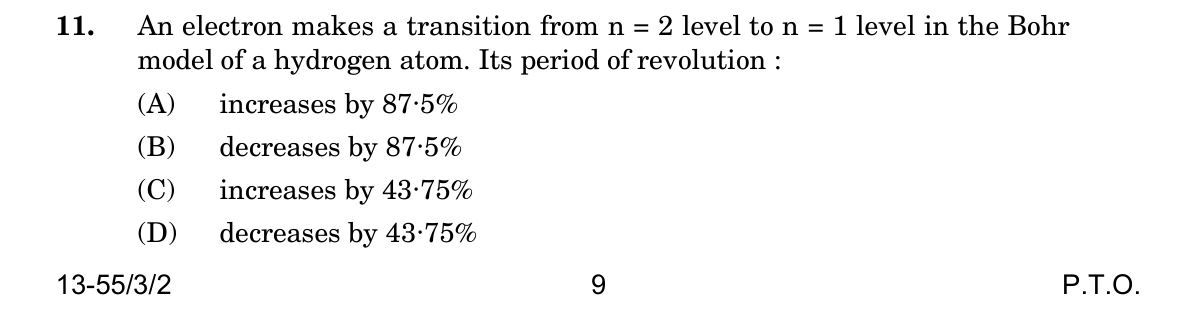 11. An electron makes a transition from n = 2 level to n = 1 level in the Bohr
model of a hydrogen atom. Its period of revolution :
(A) increases by 87·5%
(B) decreases by 87·5%
(C) increases by 43·75%
(D) decreases by 43·75%
13-55/3/2 9 P.T.O.